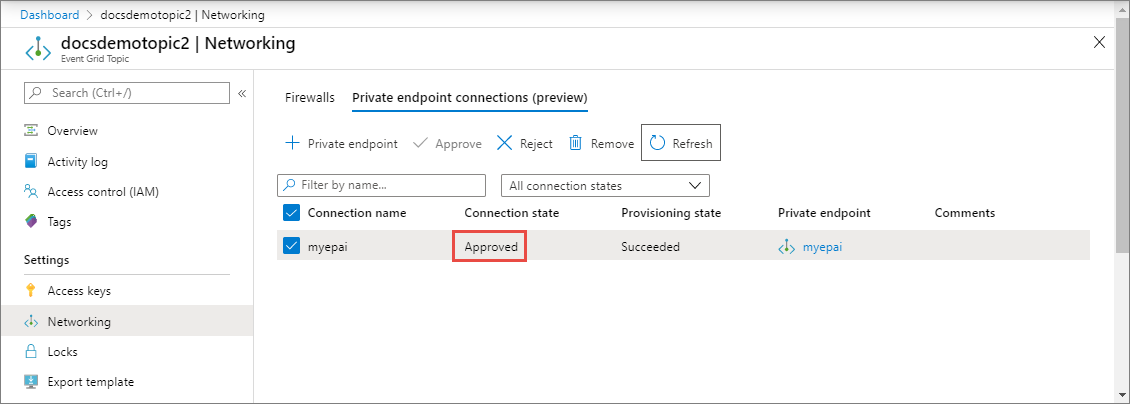 Dashboard > docsdemotopic2 | Networking
docsdemotopic2 | Networking
Event Grid Topic
Search (Ctrl+/)
Overview
Activity log
Access control (IAM)
Tags
Settings
Access keys
Networking
Locks
Export template
Firewalls Private endpoint connections (preview)
Private endpoint Approve Reject Remove Refresh
Filter by name... All connection states
Connection name Connection state Provisioning state Private endpoint Comments
myepai Approved Succeeded myepai